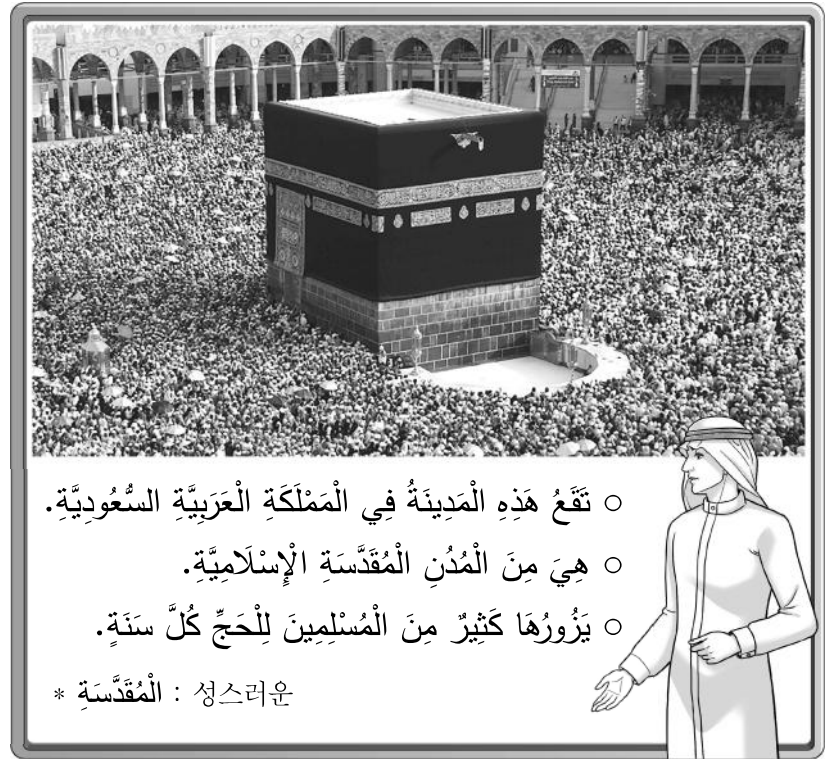 ○ تَقَعُ هَذِهِ الْمَدِينَةُ فِي الْمَمْلَكَةِ الْعَرَبِيَّةِ السُّعُودِيَّةِ.
○ هِيَ مِنَ الْمُدُنِ الْمُقَدَّسَةِ الْإِسْلَامِيَّةِ.
○ يَزُورُهَا كَثِيرٌ مِنَ الْمُسْلِمِينَ لِلْحَجِّ كُلَّ سَنَةٍ.
* الْمُقَدَّسَةِ : 성스러운